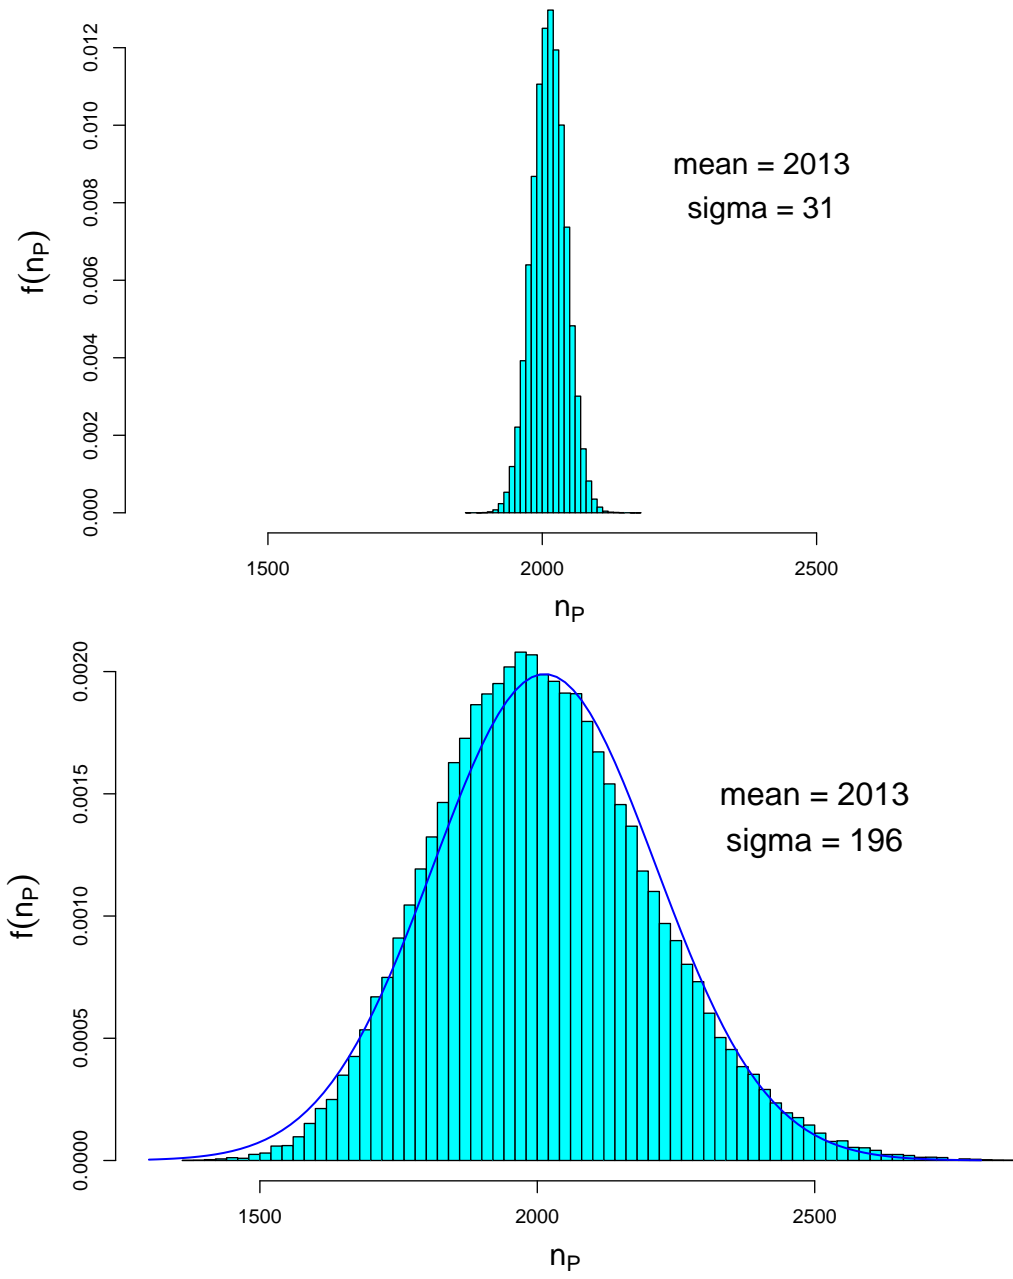 0.012
0.010
0.008
0.006
0.004
0.002
0.000
f(nP)
mean = 2013
sigma = 31
1500 2000 2500
nP
0.0020
0.0015
0.0010
0.0005
0.0000
f(nP)
mean = 2013
sigma = 196
1500 2000 2500
nP